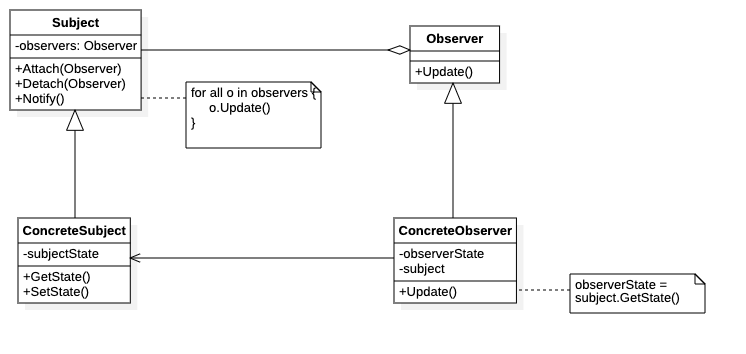 Subject
-observers: Observer
+Attach(Observer)
+Detach(Observer)
+Notify()
Observer
+Update()
for all o in observers {
o.Update()
}
ConcreteSubject
-subjectState
+GetState()
+SetState()
ConcreteObserver
-observerState
-subject
+Update()
observerState =
subject.GetState()